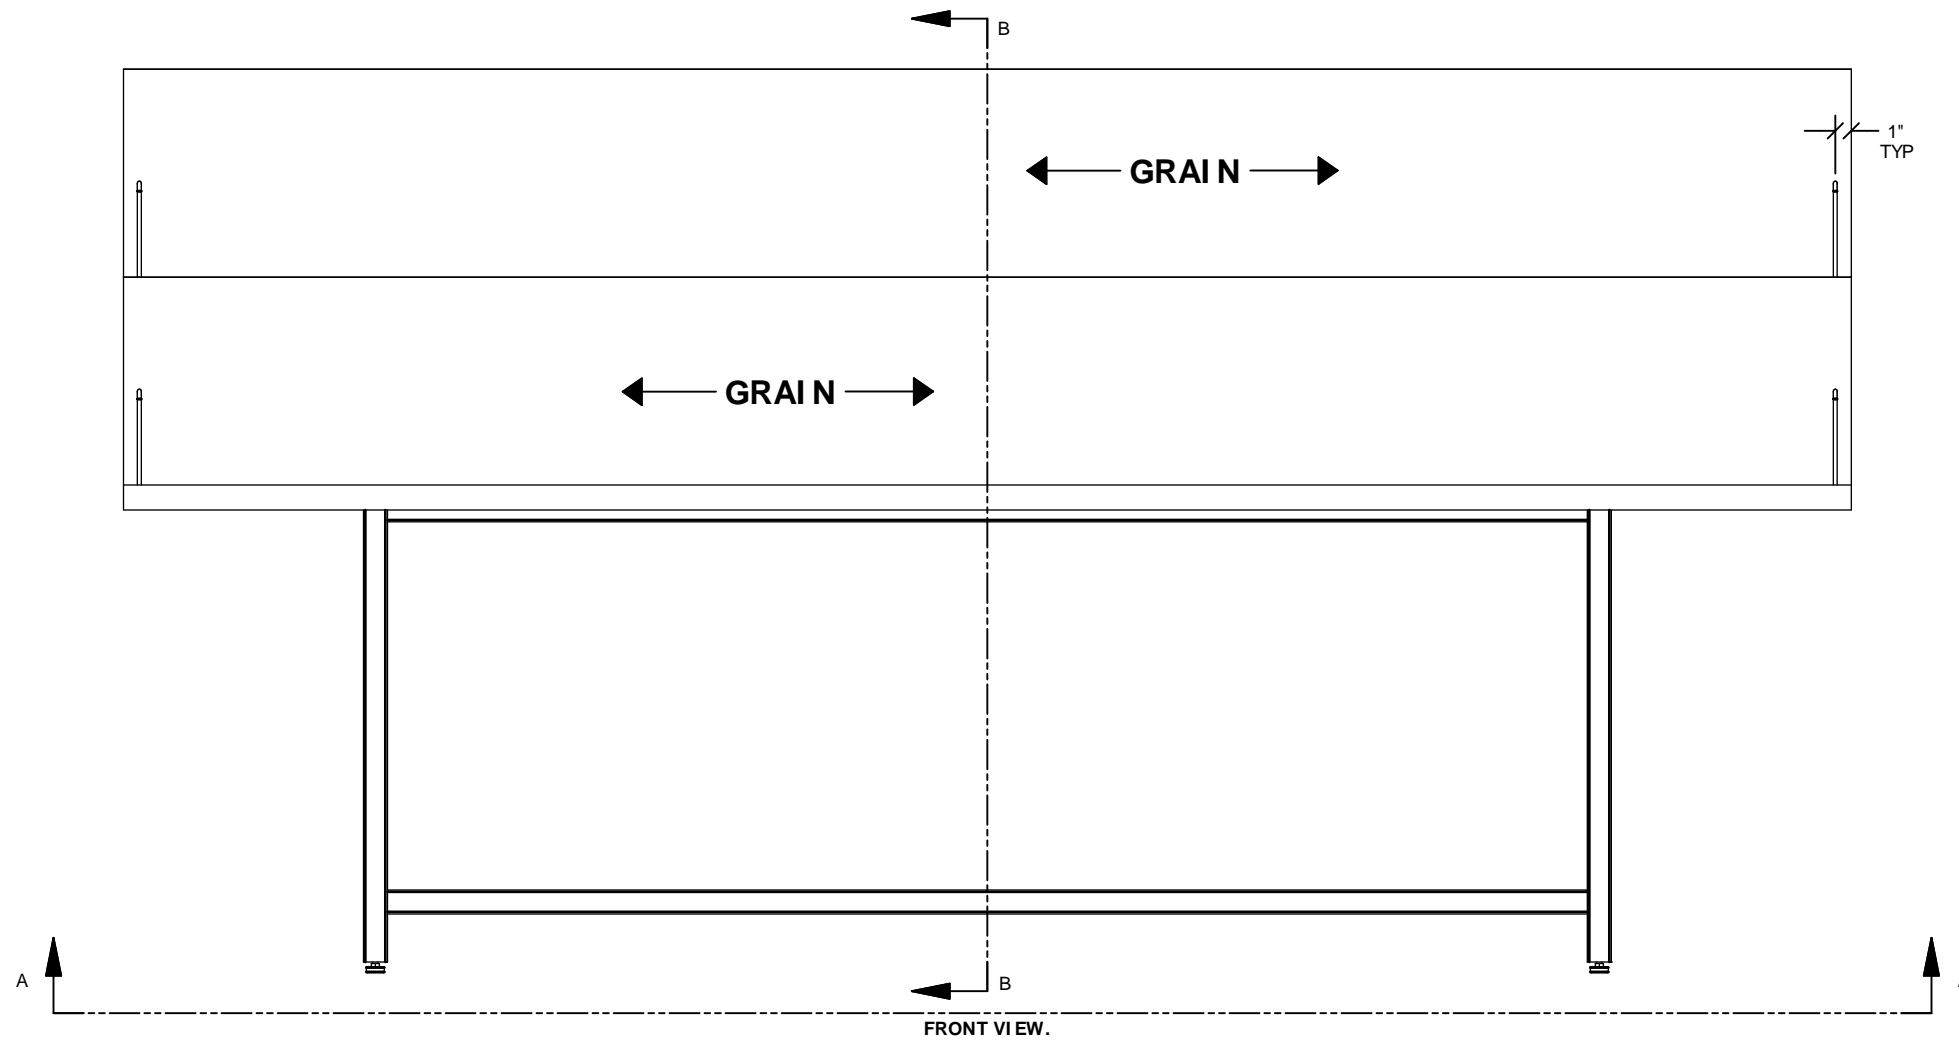 B
1"
TYP
GRAIN
GRAIN
A
B
FRONT VIEW.